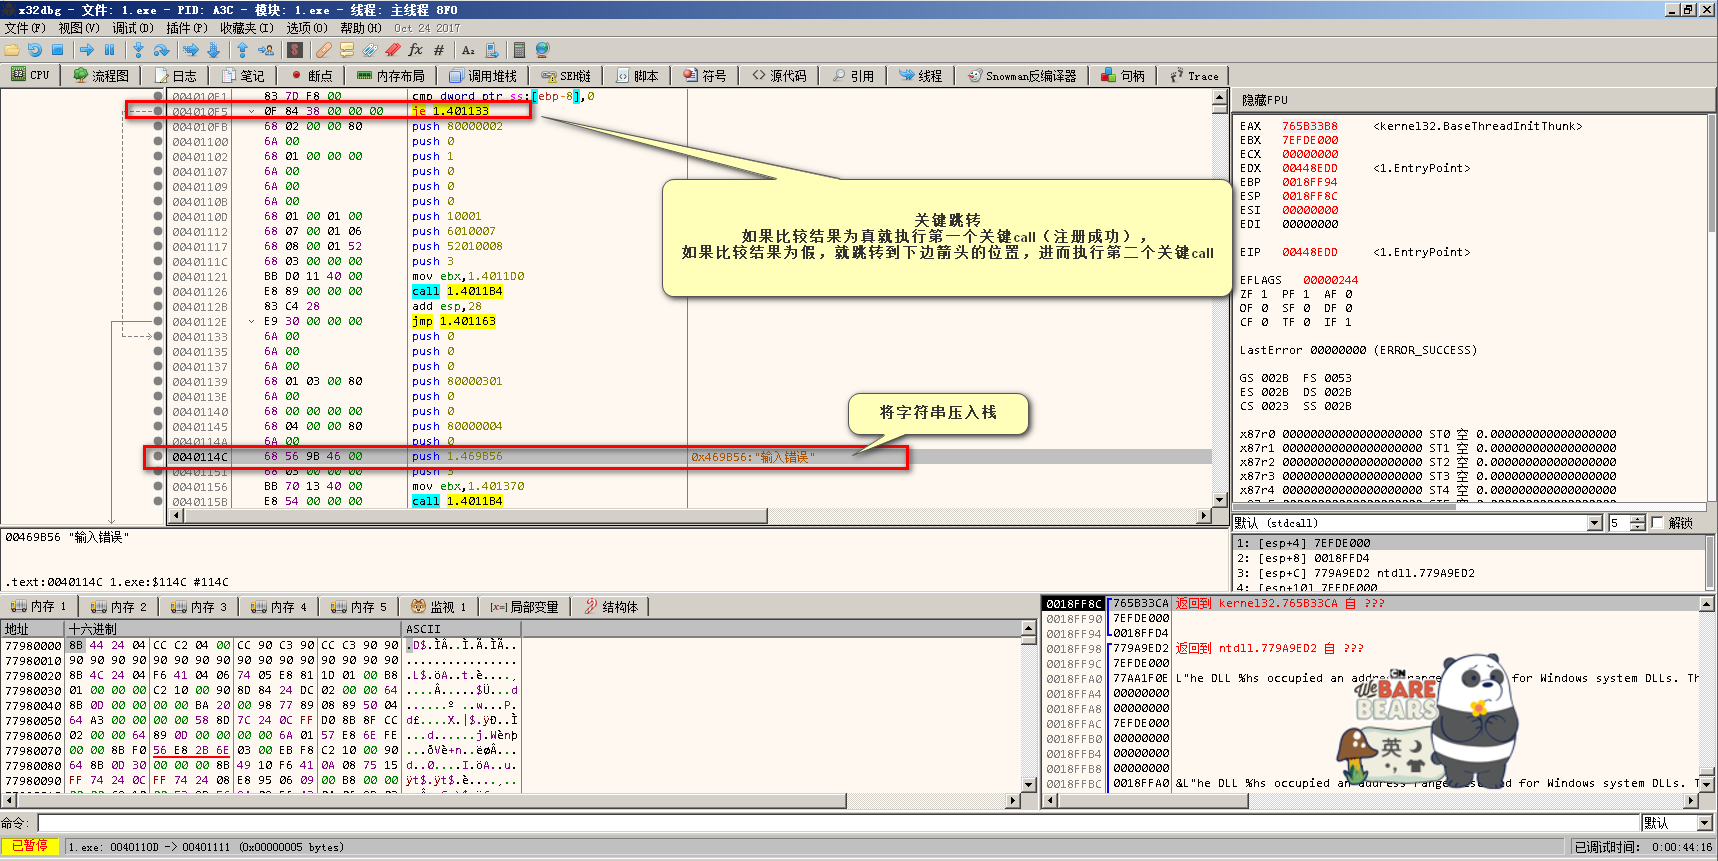 x32dbg - 文件: 1.exe - PID: A3C - 模块: 1.exe - 线程: 主线程 8F0
文件(F) 视图(V) 调试(D) 插件(P) 收藏夹(I) 选项(O) 帮助(H) Oct 24 2017
CPU 流程图 日志 笔记 断点 内存布局 调用堆栈 SEH链 脚本 符号 源代码 引用 线程 Snowman反编译器 句柄 Trace
004010F1 83 7D F8 00 cmp dword ptr ss:[ebp-8],0
004010F5 0F 84 38 00 00 00 je 1.401133
004010FB 68 02 00 00 80 push 80000002
00401100 6A 00 push 0
00401102 68 01 00 00 00 push 1
00401107 6A 00 push 0
00401109 6A 00 push 0
0040110B 6A 00 push 0
0040110D 68 01 00 01 00 push 10001
00401112 68 07 00 01 06 push 6010007
00401117 68 08 00 01 52 push 52010008
0040111C 68 03 00 00 00 push 3
00401121 BB D0 11 40 00 mov ebx,1.4011D0
00401126 E8 89 00 00 00 call 1.4011B4
0040112B 83 C4 28 add esp,28
0040112E E9 30 00 00 00 jmp 1.401163
00401133 6A 00 push 0
00401135 6A 00 push 0
00401137 6A 00 push 0
00401139 68 01 03 00 80 push 80000301
0040113E 6A 00 push 0
00401140 68 00 00 00 00 push 0
00401145 68 04 00 00 80 push 80000004
0040114A 6A 00 push 0
0040114C 68 56 9B 46 00 push 1.469B56 0x469B56:"输入错误"
00401151 68 03 00 00 00 push 3
00401156 BB 70 13 40 00 mov ebx,1.401370
0040115B E8 54 00 00 00 call 1.4011B4
关键跳转
如果比较结果为真就执行第一个关键call（注册成功），
如果比较结果为假，就跳转到下边箭头的位置，进而执行第二个关键call
将字符串压入栈
隐藏FPU
EAX 765B33B8 <kernel32.BaseThreadInitThunk>
EBX 7EFDE000
ECX 00000000
EDX 00448EDD <1.EntryPoint>
EBP 0018FF94
ESP 0018FF8C
ESI 00000000
EDI 00000000
EIP 00448EDD <1.EntryPoint>
EFLAGS 00000244
ZF 1 PF 1 AF 0
OF 0 SF 0 DF 0
CF 0 TF 0 IF 1
LastError 00000000 (ERROR_SUCCESS)
GS 002B FS 0053
ES 002B DS 002B
CS 0023 SS 002B
x87r0 00000000000000000000 ST0 空 0.0000000000000000
x87r1 00000000000000000000 ST1 空 0.0000000000000000
x87r2 00000000000000000000 ST2 空 0.0000000000000000
x87r3 00000000000000000000 ST3 空 0.0000000000000000
x87r4 00000000000000000000 ST4 空 0.0000000000000000
默认 (stdcall) 5 解锁
1: [esp+4] 7EFDE000
2: [esp+8] 0018FFD4
3: [esp+C] 779A9ED2 ntdll.779A9ED2
4: [esp+10] 7EFDE000
00469B56 "输入错误"
.text:0040114C 1.exe:$114C #114C
内存 1 内存 2 内存 3 内存 4 内存 5 监视 1 [x=] 局部变量 结构体
地址 十六进制 ASCII
77980000 8B 44 24 04 CC C2 04 00 CC 90 C3 90 CC C3 90 90
77980010 90 90 90 90 90 90 90 90 90 90 90 90 90 90 90 90
77980020 8B 4C 24 04 F6 41 04 06 74 05 E8 81 1D 01 00 B8
77980030 01 00 00 00 C2 10 00 90 8D 84 24 DC 02 00 00 64
77980040 8B 0D 00 00 00 00 BA 20 00 98 77 89 08 89 50 04
77980050 64 A3 00 00 00 00 58 8D 7C 24 0C FF D0 8B 8F CC
77980060 02 00 00 64 89 0D 00 00 00 00 6A 01 57 E8 6E FE
77980070 00 00 8B F0 56 E8 2B 6E 03 00 EB F8 C2 10 00 90
77980080 64 8B 0D 30 00 00 00 8B 49 10 F6 41 0A 08 75 15
77980090 FF 74 24 0C FF 74 24 08 E8 95 06 09 00 B8 00 00
0018FF8C 765B33CA 返回到 kernel32.765B33CA 自 ???
0018FF90 7EFDE000
0018FF94 0018FFD4
0018FF98 779A9ED2 返回到 ntdll.779A9ED2 自 ???
0018FF9C 7EFDE000
0018FFA0 77AA1F0E L"he DLL %hs occupied an address range for Windows system DLLs. Th
0018FFA4 00000000
0018FFA8 00000000
0018FFAC 7EFDE000
0018FFB0 00000000
0018FFB4 00000000
0018FFB8 00000000
0018FFBC 0018FFA0 &L"he DLL %hs occupied an address range for Windows system DLLs. T
CN
We BARE BEARS
英
命令: 默认
已暂停 1.exe: 0040110D -> 00401111 (0x00000005 bytes) 已调试时间: 0:00:44:16